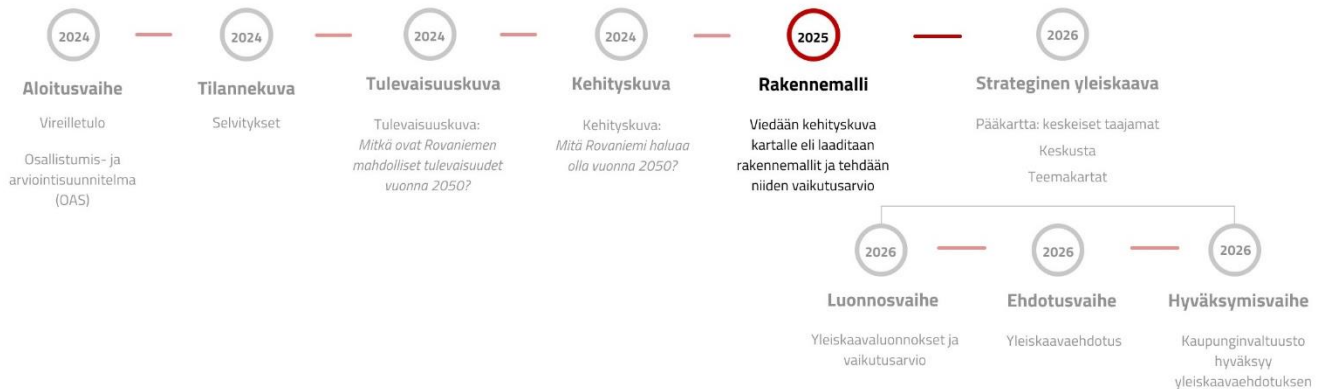 2024
Aloitusvaihe
Vireilletulo
Osallistumis- ja
arviointisuunnitelma
(OAS)
2024
Tilannekuva
Selvitykset
2024
Tulevaisuuskuva
Tulevaisuuskuva:
Mitkä ovat Rovaniemen
mahdolliset tulevaisuudet
vuonna 2050?
2024
Kehityskuva
Kehityskuva:
Mitä Rovaniemi haluaa
olla vuonna 2050?
2025
Rakennemalli
Viedään kehityskuva
kartalle eli laaditaan
rakennemallit ja tehdään
niiden vaikutusarvio
2026
Strateginen yleiskaava
Pääkartta: keskeiset taajamat
Keskusta
Teemakartat
2026
Luonnosvaihe
Yleiskaavaluonnokset ja
vaikutusarvio
2026
Ehdotusvaihe
Yleiskaavaehdotus
2026
Hyväksymisvaihe
Kaupunginvaltuusto
hyväksyy
yleiskaavaehdotuksen